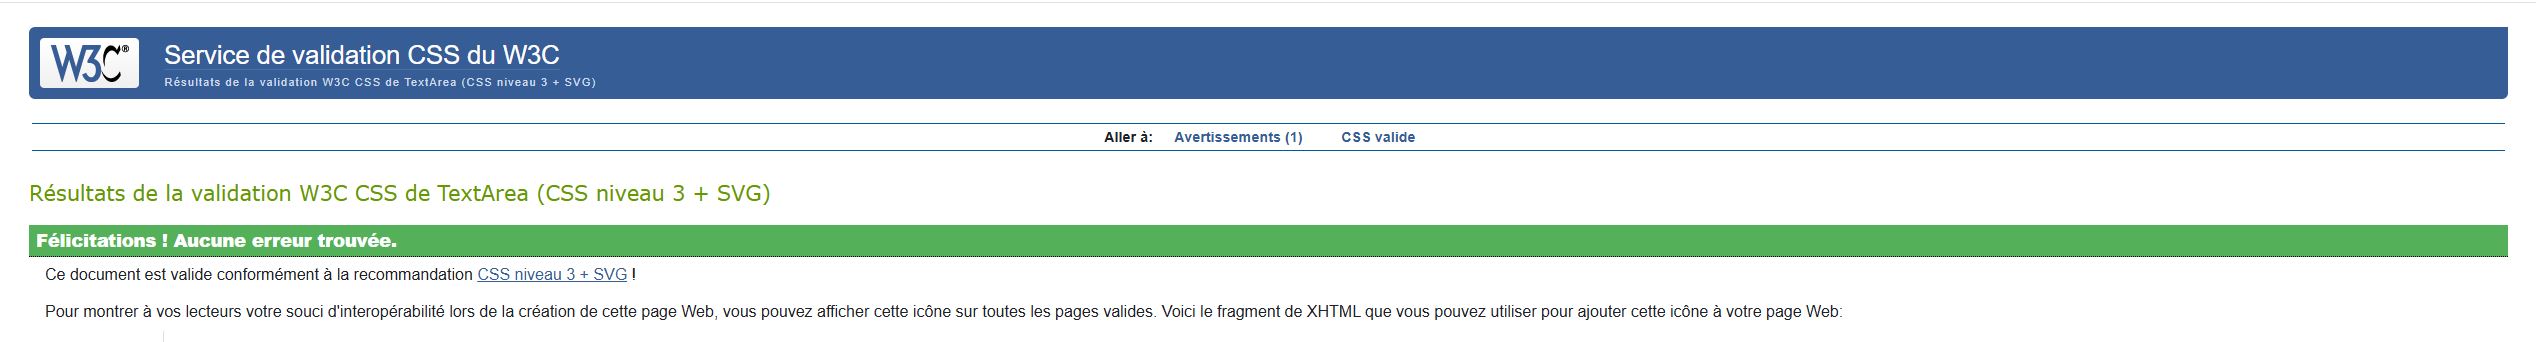 W3C®
Service de validation CSS du W3C
Résultats de la validation W3C CSS de TextArea (CSS niveau 3 + SVG)
Aller à: Avertissements (1) CSS valide
Résultats de la validation W3C CSS de TextArea (CSS niveau 3 + SVG)
Félicitations ! Aucune erreur trouvée.
Ce document est valide conformément à la recommandation CSS niveau 3 + SVG !
Pour montrer à vos lecteurs votre souci d'interopérabilité lors de la création de cette page Web, vous pouvez afficher cette icône sur toutes les pages valides. Voici le fragment de XHTML que vous pouvez utiliser pour ajouter cette icône à votre page Web: